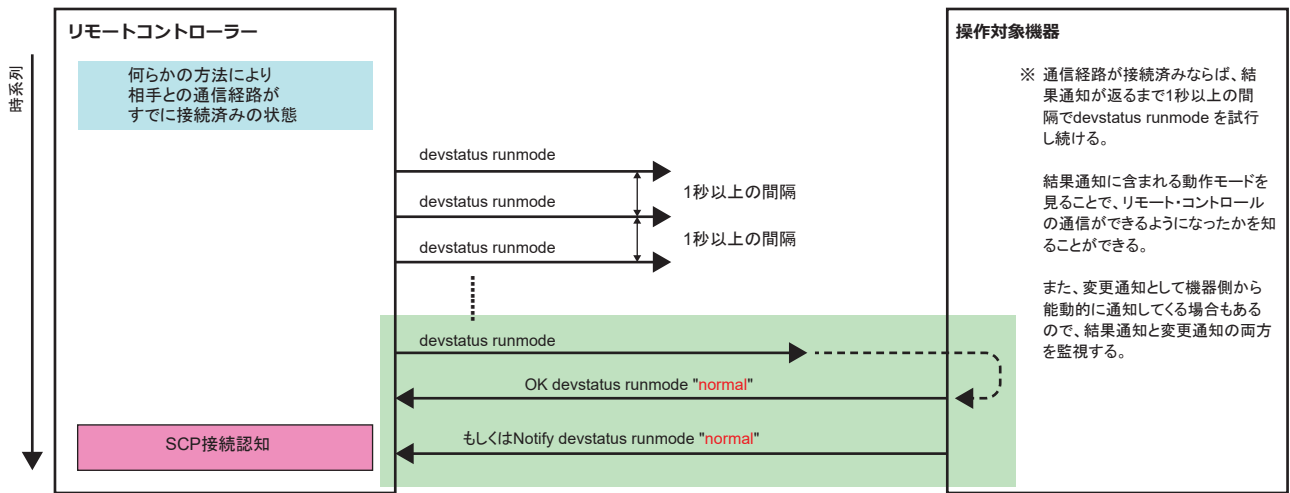 リモートコントローラー
時系列
何らかの方法により
相手との通信経路が
すでに接続済みの状態
devstatus runmode
1秒以上の間隔
devstatus runmode
1秒以上の間隔
devstatus runmode
devstatus runmode
OK devstatus runmode "normal"
もしくはNotify devstatus runmode "normal"
SCP接続認知
操作対象機器
※ 通信経路が接続済みならば、結
果通知が返るまで1秒以上の間
隔でdevstatus runmode を試行
し続ける。
結果通知に含まれる動作モードを
見ることで、リモート・コントロール
の通信ができるようになったかを知
ることができる。
また、変更通知として機器側から
能動的に通知してくる場合もある
ので、結果通知と変更通知の両方
を監視する。